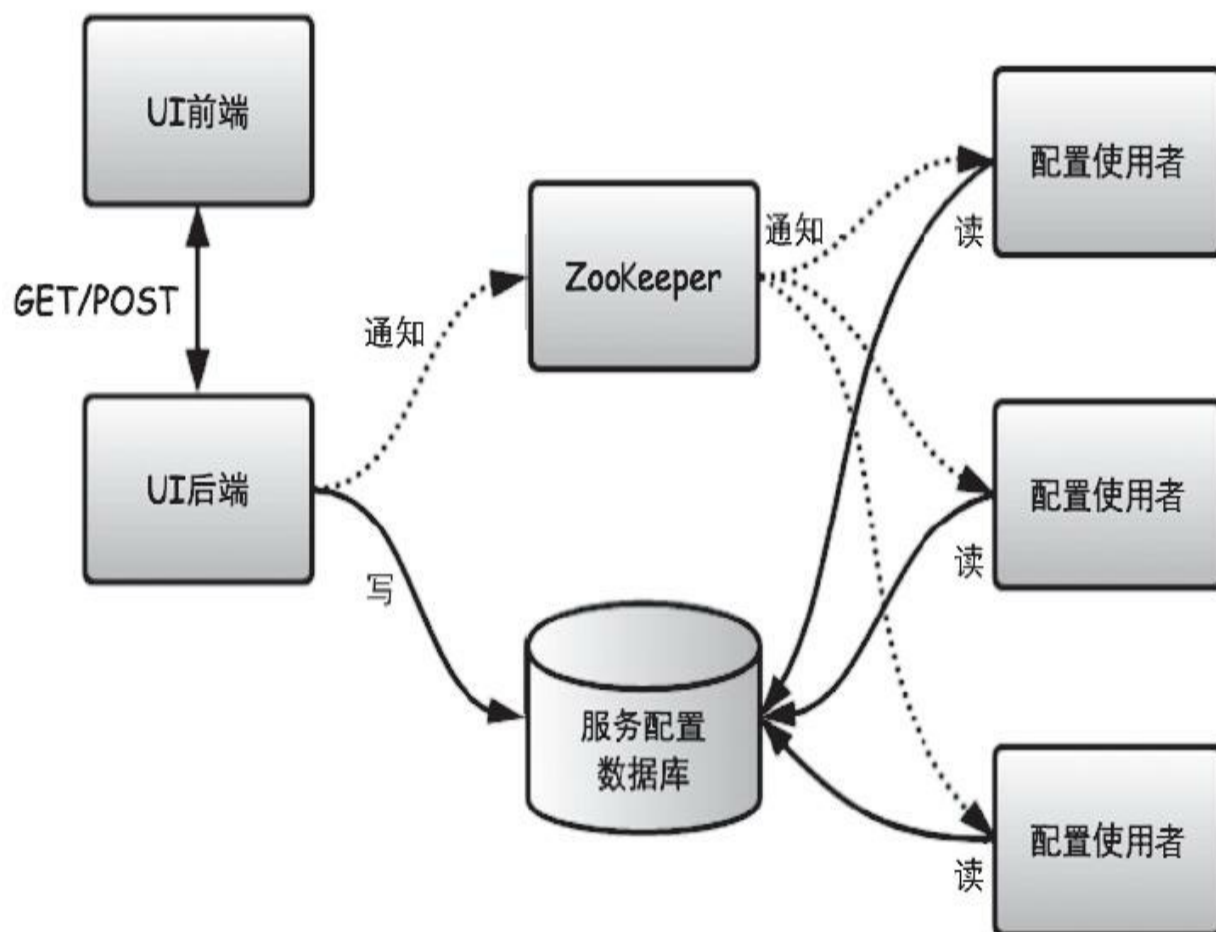 UI前端
GET/POST
UI后端
通知
写
ZooKeeper
服务配置
数据库
通知
配置使用者
读
配置使用者
读
配置使用者
读